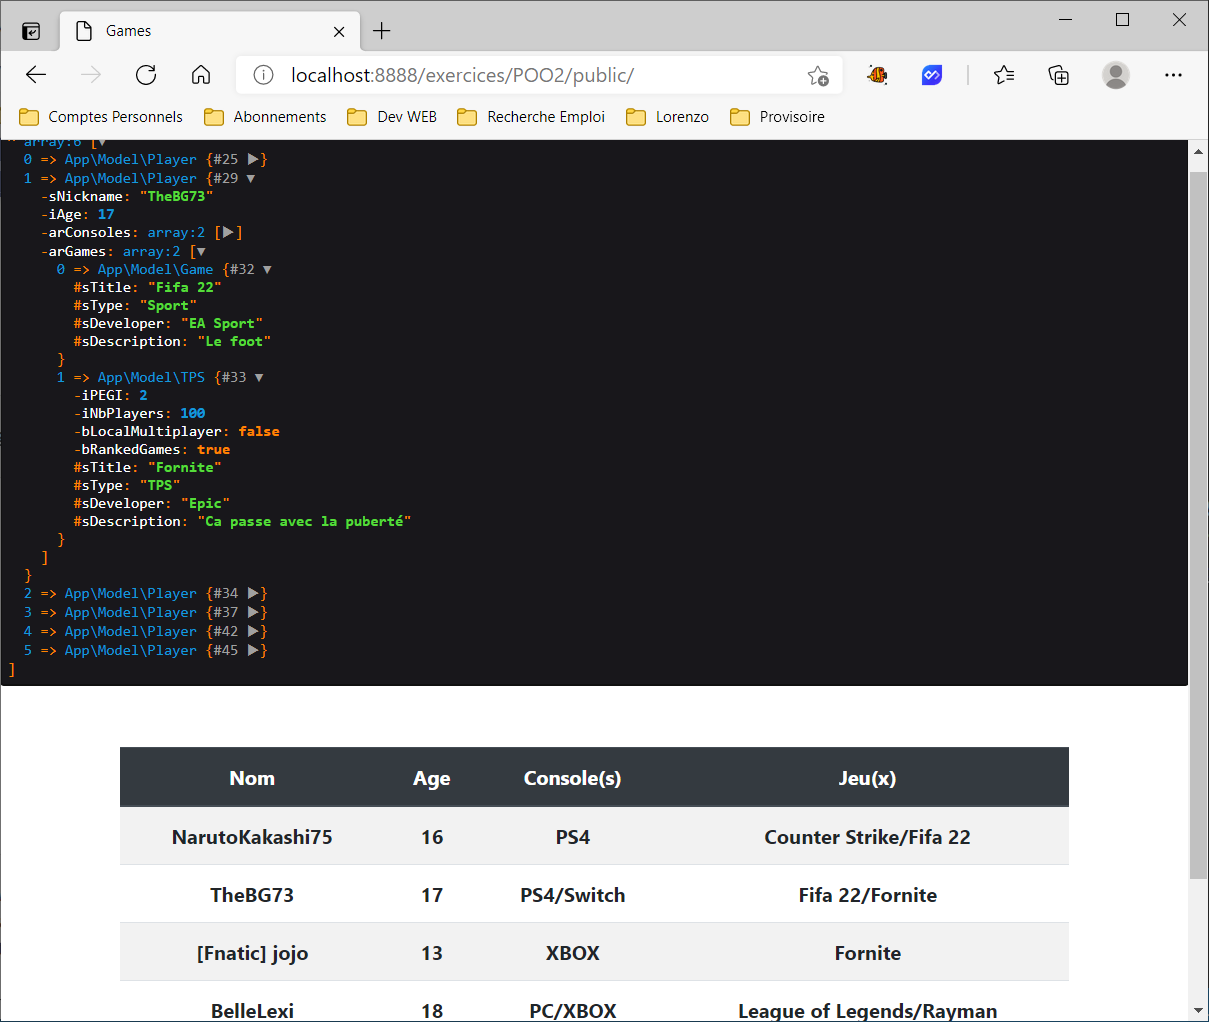 Games
localhost:8888/exercices/POO2/public/
Comptes Personnels Abonnements Dev WEB Recherche Emploi Lorenzo Provisoire
array:6 [▼
0 => App\Model\Player {#25 ▶}
1 => App\Model\Player {#29 ▼
-sNickname: "TheBG73"
-iAge: 17
-arConsoles: array:2 [▶]
-arGames: array:2 [▼
0 => App\Model\Game {#32 ▼
#sTitle: "Fifa 22"
#sType: "Sport"
#sDeveloper: "EA Sport"
#sDescription: "Le foot"
}
1 => App\Model\TPS {#33 ▼
-iPEGI: 2
-iNbPlayers: 100
-bLocalMultiplayer: false
-bRankedGames: true
#sTitle: "Fornite"
#sType: "TPS"
#sDeveloper: "Epic"
#sDescription: "Ca passe avec la puberté"
}
]
}
2 => App\Model\Player {#34 ▶}
3 => App\Model\Player {#37 ▶}
4 => App\Model\Player {#42 ▶}
5 => App\Model\Player {#45 ▶}
]
Nom Age Console(s) Jeu(x)
NarutoKakashi75 16 PS4 Counter Strike/Fifa 22
TheBG73 17 PS4/Switch Fifa 22/Fornite
[Fnatic] jojo 13 XBOX Fornite
BelleLexi 18 PC/XBOX League of Legends/Rayman